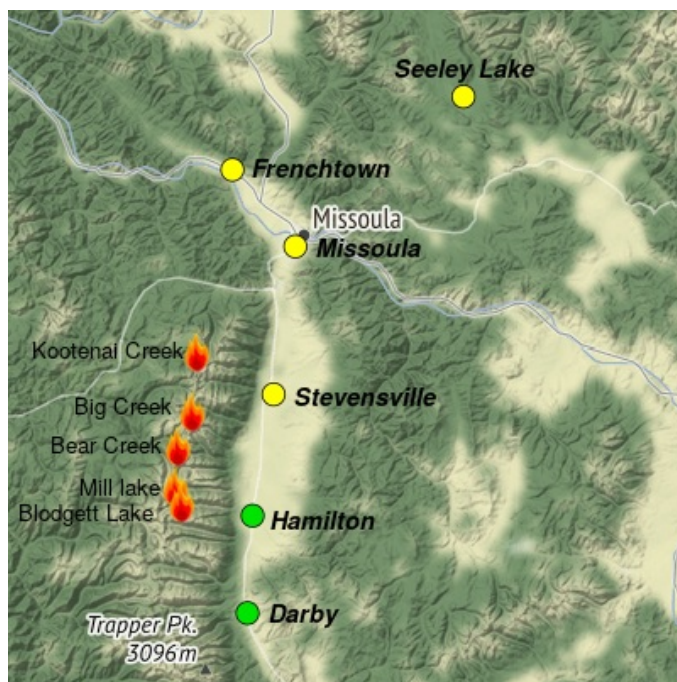 Seeley Lake
Frenchtown
Missoula
Missoula
Kootenai Creek
Stevensville
Big Creek
Bear Creek
Mill lake
Blodgett Lake
Hamilton
Darby
Trapper Pk.
3096m